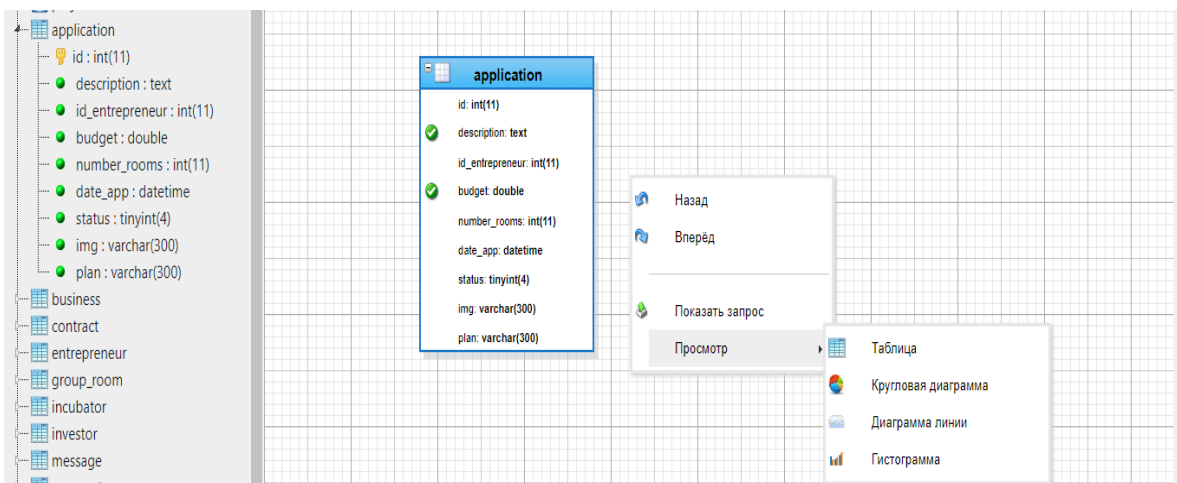 application
id : int(11)
description : text
id_entrepreneur : int(11)
budget : double
number_rooms : int(11)
date_app : datetime
status : tinyint(4)
img : varchar(300)
plan : varchar(300)
business
contract
entrepreneur
group_room
incubator
investor
message
application
id: int(11)
description: text
id_entrepreneur: int(11)
budget: double
number_rooms: int(11)
date_app: datetime
status: tinyint(4)
img: varchar(300)
plan: varchar(300)
Назад
Вперёд
Показать запрос
Просмотр
Таблица
Кругловая диаграмма
Диаграмма линии
Гистограмма